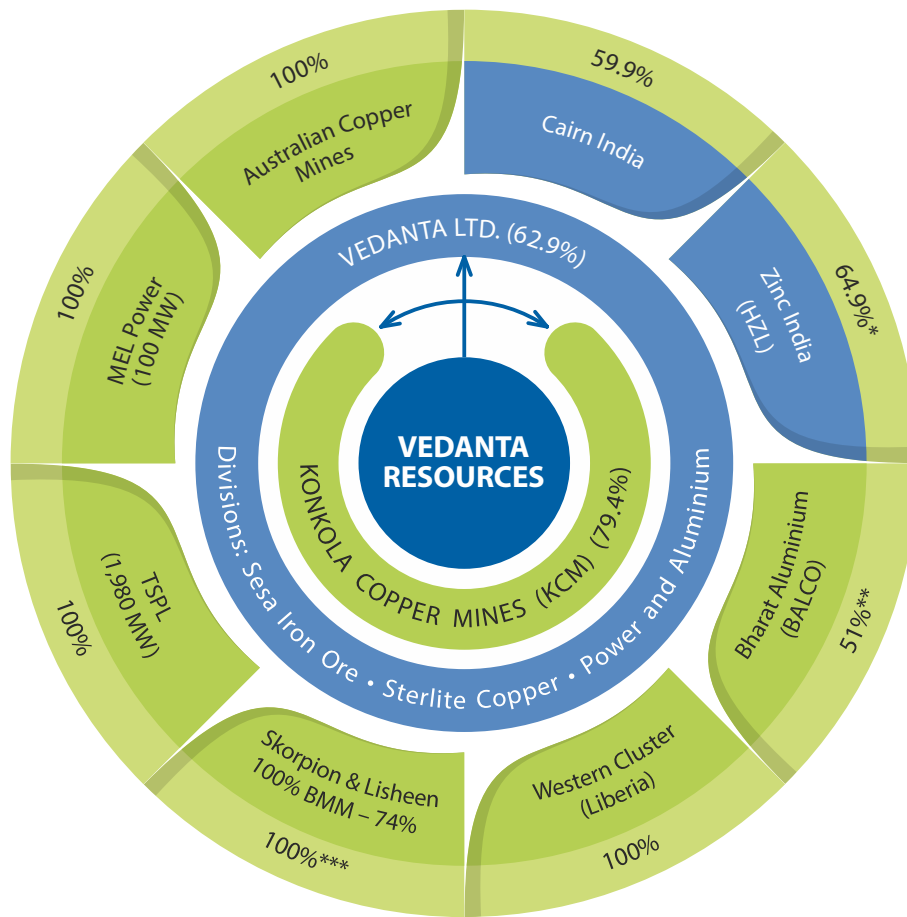 VEDANTA
RESOURCES
KONKOLA COPPER MINES (KCM) (79.4%)
VEDANTA LTD. (62.9%)
Divisions: Sesa Iron Ore • Sterlite Copper • Power and Aluminium
59.9%
Cairn India
64.9%*
Zinc India
(HZL)
51%**
Bharat Aluminium
(BALCO)
100%
Western Cluster
(Liberia)
100%***
Skorpion & Lisheen
100% BMM – 74%
100%
TSPL
(1,980 MW)
100%
MEL Power
(100 MW)
100%
Australian Copper
Mines